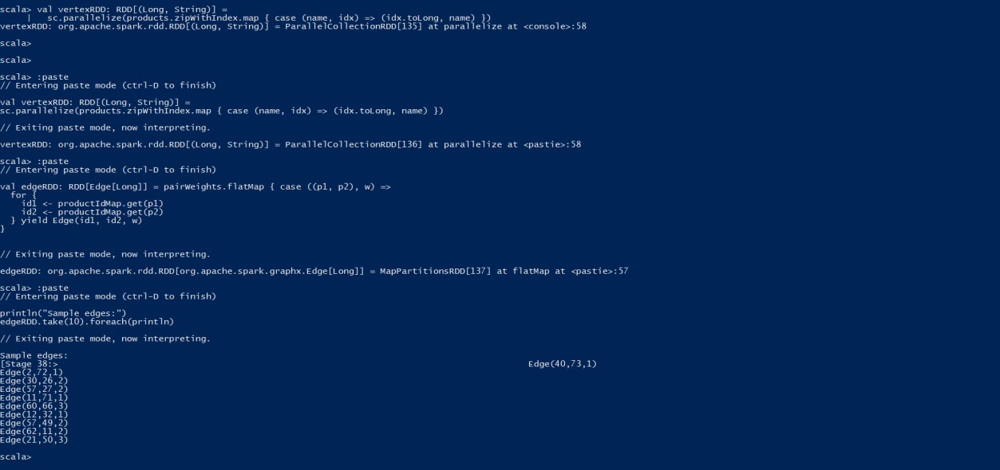 scala> val vertexRDD: RDD[(Long, String)] =
     |   sc.parallelize(products.zipWithIndex.map { case (name, idx) => (idx.toLong, name) })
vertexRDD: org.apache.spark.rdd.RDD[(Long, String)] = ParallelCollectionRDD[135] at parallelize at <console>:58
scala>
scala>
scala> :paste
// Entering paste mode (ctrl-D to finish)
val vertexRDD: RDD[(Long, String)] =
sc.parallelize(products.zipWithIndex.map { case (name, idx) => (idx.toLong, name) })
// Exiting paste mode, now interpreting.
vertexRDD: org.apache.spark.rdd.RDD[(Long, String)] = ParallelCollectionRDD[136] at parallelize at <pastie>:58
scala> :paste
// Entering paste mode (ctrl-D to finish)
val edgeRDD: RDD[Edge[Long]] = pairWeights.flatMap { case ((p1, p2), w) =>
  for {
    id1 <- productIdMap.get(p1)
    id2 <- productIdMap.get(p2)
  } yield Edge(id1, id2, w)
}
// Exiting paste mode, now interpreting.
edgeRDD: org.apache.spark.rdd.RDD[org.apache.spark.graphx.Edge[Long]] = MapPartitionsRDD[137] at flatMap at <pastie>:57
scala> :paste
// Entering paste mode (ctrl-D to finish)
println("Sample edges:")
edgeRDD.take(10).foreach(println)
// Exiting paste mode, now interpreting.
Sample edges:
[Stage 38:>                                                         Edge(40,73,1)
Edge(2,72,1)
Edge(30,26,2)
Edge(57,27,2)
Edge(11,71,1)
Edge(60,66,3)
Edge(12,32,1)
Edge(57,49,2)
Edge(62,11,2)
Edge(21,50,3)
scala>